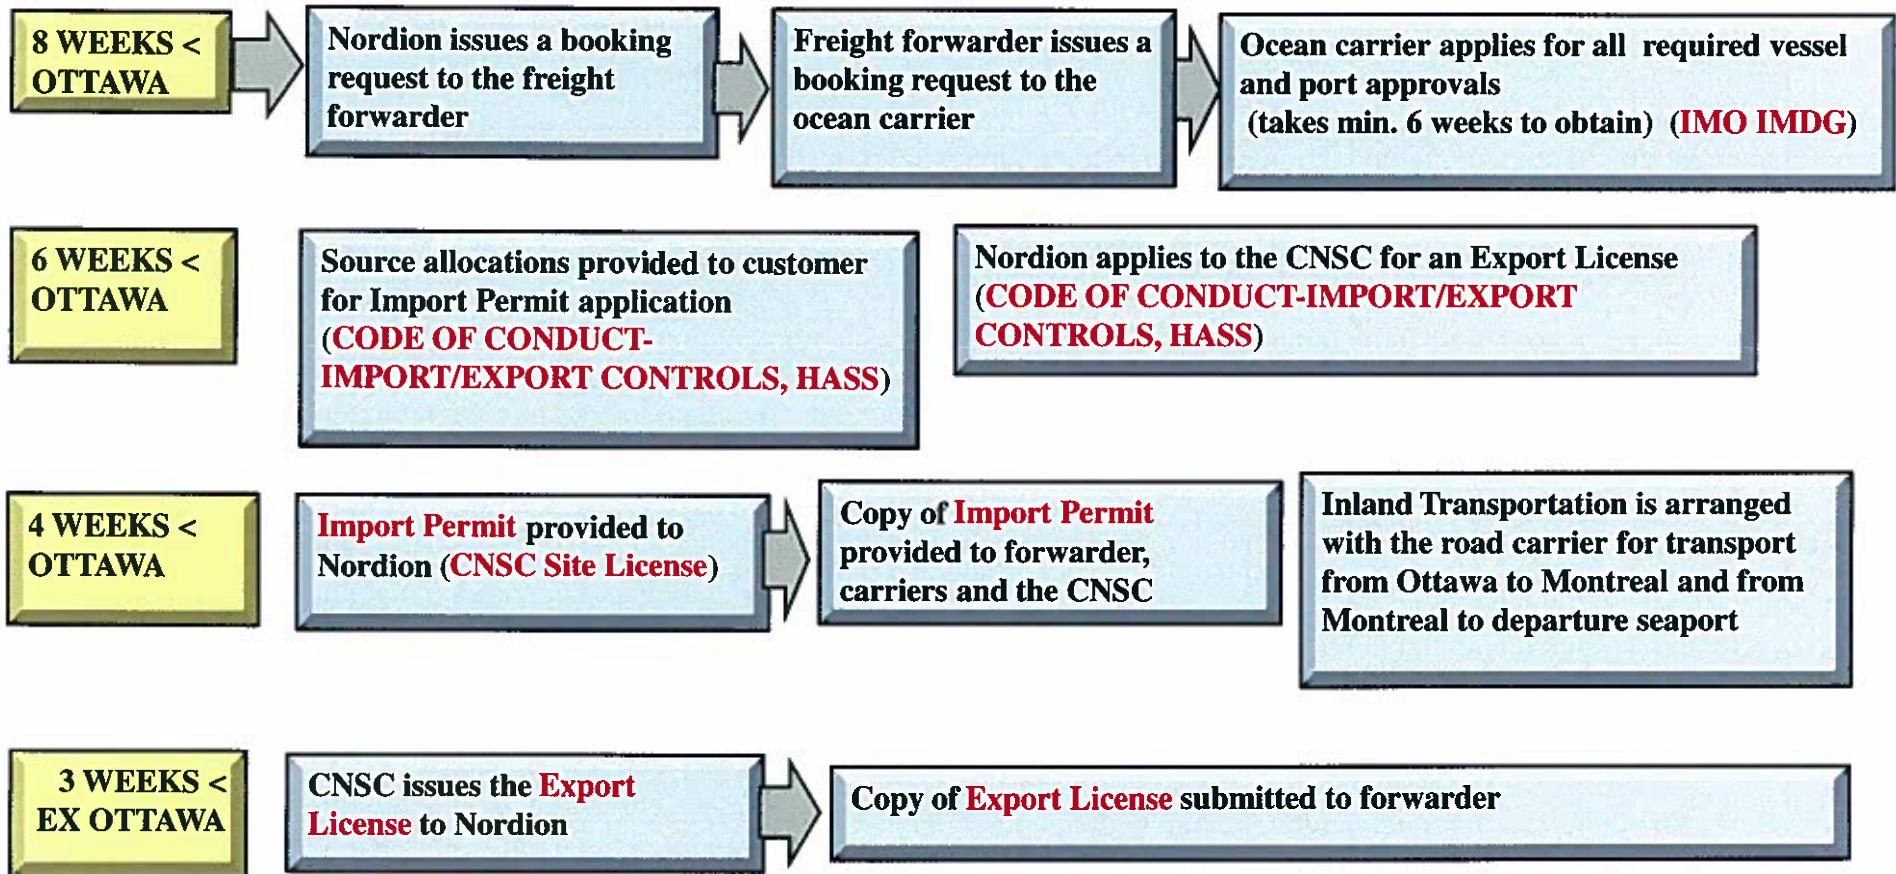 8 WEEKS <
OTTAWA
Nordion issues a booking
request to the freight
forwarder
Freight forwarder issues a
booking request to the
ocean carrier
Ocean carrier applies for all required vessel
and port approvals
(takes min. 6 weeks to obtain) (IMO IMDG)
6 WEEKS <
OTTAWA
Source allocations provided to customer
for Import Permit application
(CODE OF CONDUCT-
IMPORT/EXPORT CONTROLS, HASS)
Nordion applies to the CNSC for an Export License
(CODE OF CONDUCT-IMPORT/EXPORT
CONTROLS, HASS)
4 WEEKS <
OTTAWA
Import Permit provided to
Nordion (CNSC Site License)
Copy of Import Permit
provided to forwarder,
carriers and the CNSC
Inland Transportation is arranged
with the road carrier for transport
from Ottawa to Montreal and from
Montreal to departure seaport
3 WEEKS <
EX OTTAWA
CNSC issues the Export
License to Nordion
Copy of Export License submitted to forwarder